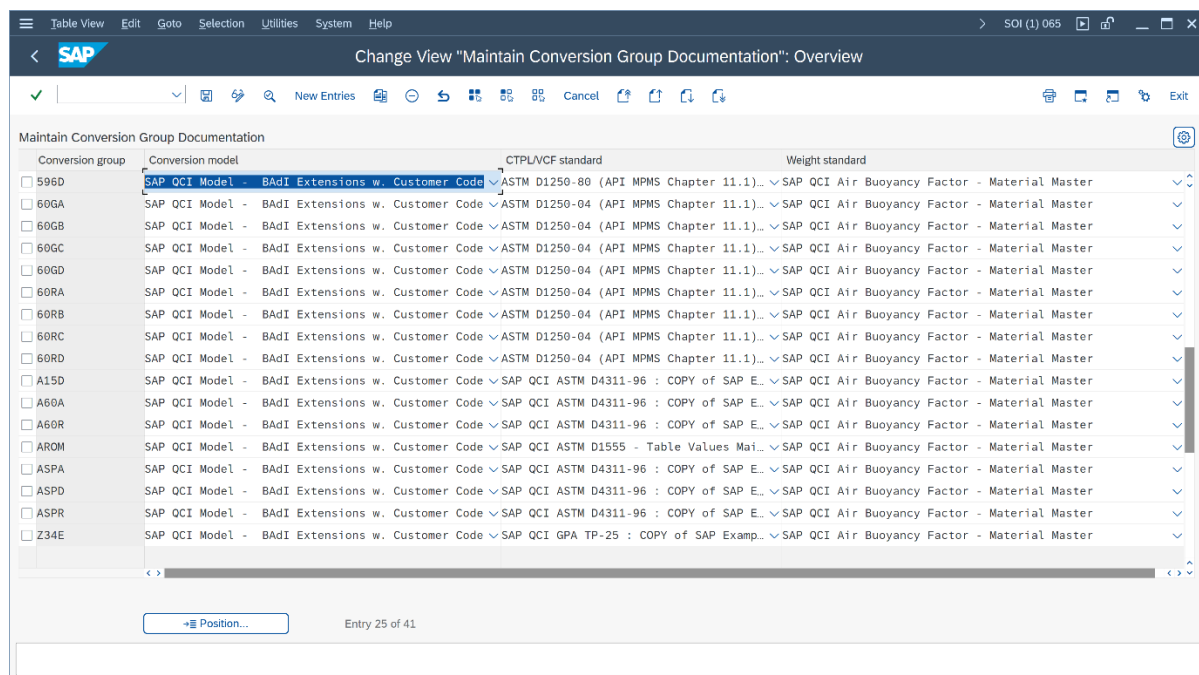 Table View Edit Goto Selection Utilities System Help SOI (1) 065
SAP Change View "Maintain Conversion Group Documentation": Overview
New Entries Cancel Exit
Maintain Conversion Group Documentation
Conversion group Conversion model CTPL/VCF standard Weight standard
596D SAP QCI Model - BAdI Extensions w. Customer Code ASTM D1250-80 (API MPMS Chapter 11.1)… SAP QCI Air Buoyancy Factor - Material Master
60GA SAP QCI Model - BAdI Extensions w. Customer Code ASTM D1250-04 (API MPMS Chapter 11.1)… SAP QCI Air Buoyancy Factor - Material Master
60GB SAP QCI Model - BAdI Extensions w. Customer Code ASTM D1250-04 (API MPMS Chapter 11.1)… SAP QCI Air Buoyancy Factor - Material Master
60GC SAP QCI Model - BAdI Extensions w. Customer Code ASTM D1250-04 (API MPMS Chapter 11.1)… SAP QCI Air Buoyancy Factor - Material Master
60GD SAP QCI Model - BAdI Extensions w. Customer Code ASTM D1250-04 (API MPMS Chapter 11.1)… SAP QCI Air Buoyancy Factor - Material Master
60RA SAP QCI Model - BAdI Extensions w. Customer Code ASTM D1250-04 (API MPMS Chapter 11.1)… SAP QCI Air Buoyancy Factor - Material Master
60RB SAP QCI Model - BAdI Extensions w. Customer Code ASTM D1250-04 (API MPMS Chapter 11.1)… SAP QCI Air Buoyancy Factor - Material Master
60RC SAP QCI Model - BAdI Extensions w. Customer Code ASTM D1250-04 (API MPMS Chapter 11.1)… SAP QCI Air Buoyancy Factor - Material Master
60RD SAP QCI Model - BAdI Extensions w. Customer Code ASTM D1250-04 (API MPMS Chapter 11.1)… SAP QCI Air Buoyancy Factor - Material Master
A15D SAP QCI Model - BAdI Extensions w. Customer Code SAP QCI ASTM D4311-96 : COPY of SAP E… SAP QCI Air Buoyancy Factor - Material Master
A60A SAP QCI Model - BAdI Extensions w. Customer Code SAP QCI ASTM D4311-96 : COPY of SAP E… SAP QCI Air Buoyancy Factor - Material Master
A60R SAP QCI Model - BAdI Extensions w. Customer Code SAP QCI ASTM D4311-96 : COPY of SAP E… SAP QCI Air Buoyancy Factor - Material Master
AROM SAP QCI Model - BAdI Extensions w. Customer Code SAP QCI ASTM D1555 - Table Values Mai… SAP QCI Air Buoyancy Factor - Material Master
ASPA SAP QCI Model - BAdI Extensions w. Customer Code SAP QCI ASTM D4311-96 : COPY of SAP E… SAP QCI Air Buoyancy Factor - Material Master
ASPD SAP QCI Model - BAdI Extensions w. Customer Code SAP QCI ASTM D4311-96 : COPY of SAP E… SAP QCI Air Buoyancy Factor - Material Master
ASPR SAP QCI Model - BAdI Extensions w. Customer Code SAP QCI ASTM D4311-96 : COPY of SAP E… SAP QCI Air Buoyancy Factor - Material Master
Z34E SAP QCI Model - BAdI Extensions w. Customer Code SAP QCI GPA TP-25 : COPY of SAP Examp… SAP QCI Air Buoyancy Factor - Material Master
Position... Entry 25 of 41